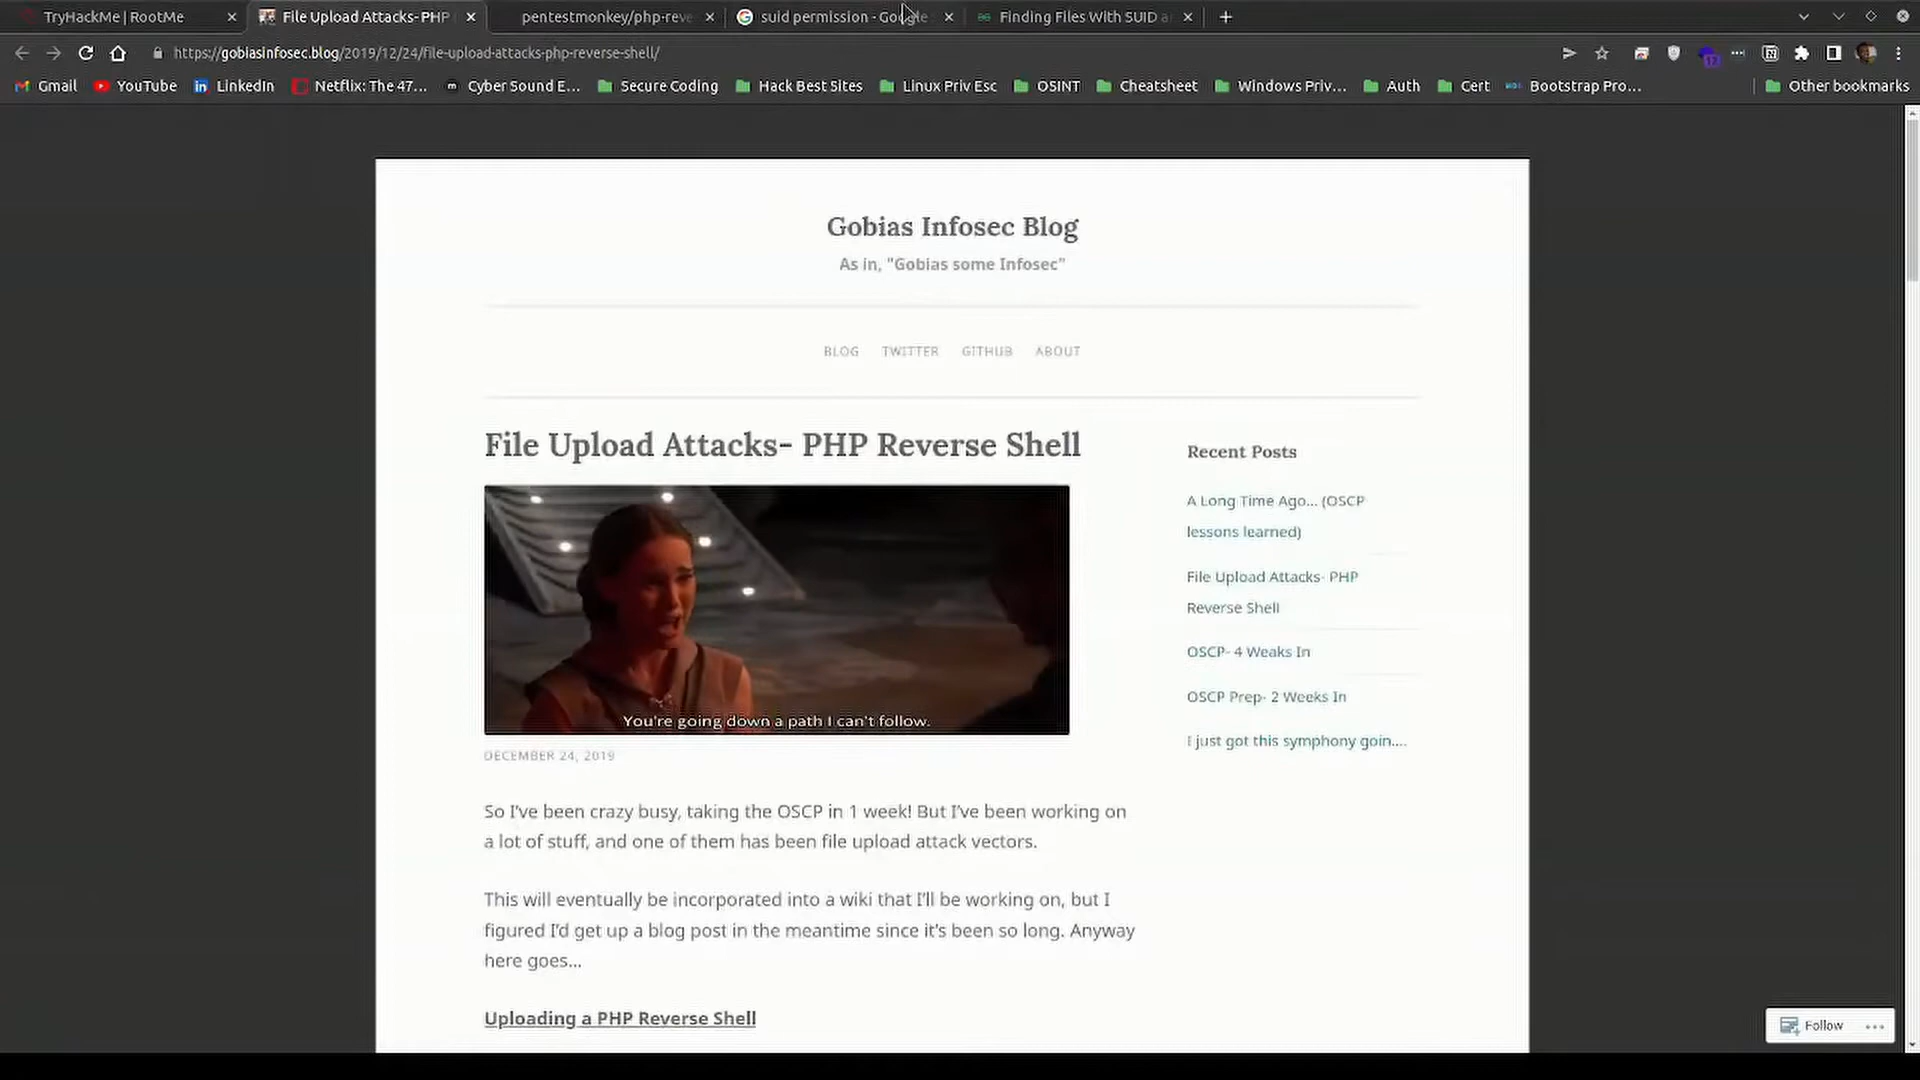 TryHackMe | RootMe
File Upload Attacks- PHP
pentestmonkey/php-reve
suid permission - Google
Finding Files With SUID a
https://gobiasinfosec.blog/2019/12/24/file-upload-attacks-php-reverse-shell/
12
Gmail
YouTube
LinkedIn
Netflix: The 47...
Cyber Sound E...
Secure Coding
Hack Best Sites
Linux Priv Esc
OSINT
Cheatsheet
Windows Priv...
Auth
Cert
Bootstrap Pro...
Other bookmarks
Gobias Infosec Blog
As in, "Gobias some Infosec"
BLOG TWITTER GITHUB ABOUT
File Upload Attacks- PHP Reverse Shell
You're going down a path I can't follow.
DECEMBER 24, 2019
So I've been crazy busy, taking the OSCP in 1 week! But I've been working on
a lot of stuff, and one of them has been file upload attack vectors.
This will eventually be incorporated into a wiki that I'll be working on, but I
figured I'd get up a blog post in the meantime since it's been so long. Anyway
here goes...
Uploading a PHP Reverse Shell
Recent Posts
A Long Time Ago... (OSCP
lessons learned)
File Upload Attacks- PHP
Reverse Shell
OSCP- 4 Weaks In
OSCP Prep- 2 Weeks In
I just got this symphony goin....
Follow